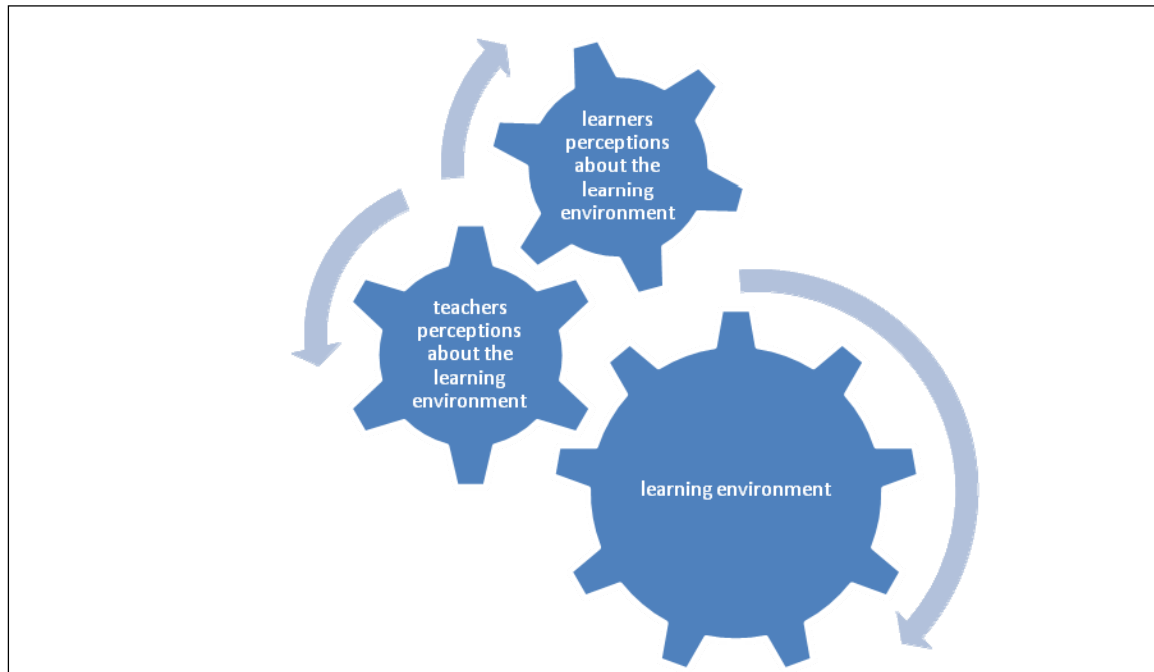 learners
perceptions
about the
learning
environment
teachers
perceptions
about the
learning
environment
learning environment